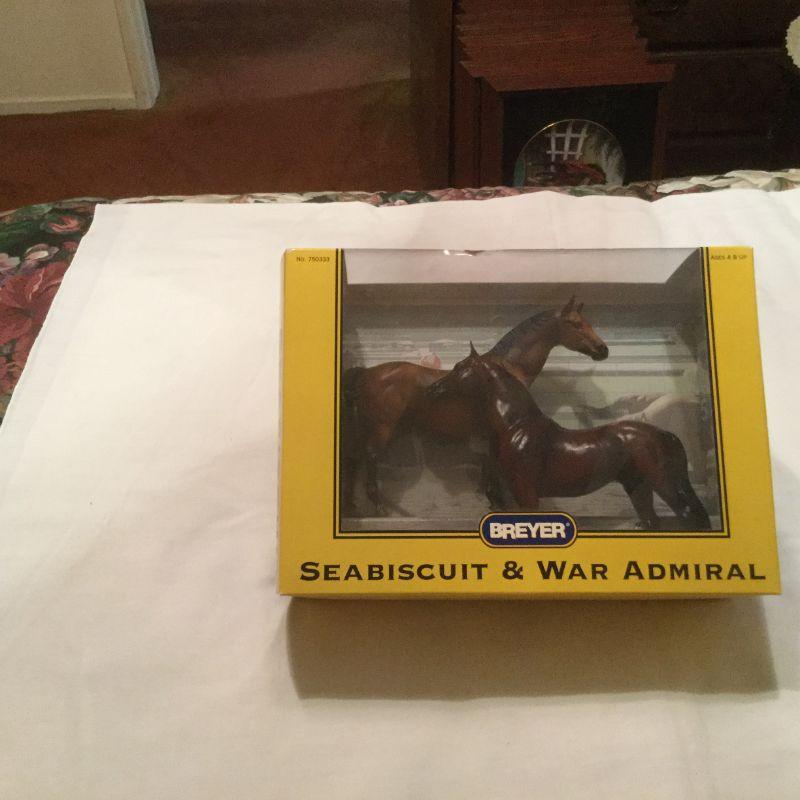 No. 750333
AGES 4 & UP
BREYER®
SEABISCUIT & WAR ADMIRAL